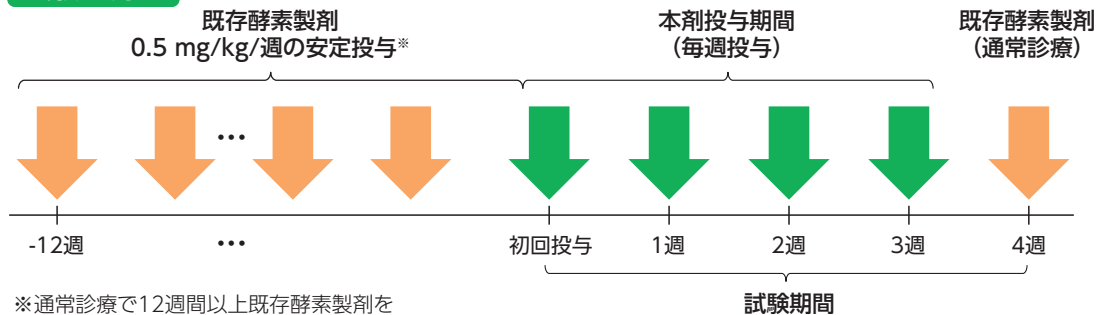 既存酵素製剤
0.5 mg/kg/週の安定投与※
本剤投与期間
（毎週投与）
既存酵素製剤
（通常診療）
…
-12週
…
初回投与
1週
2週
3週
4週
試験期間
※通常診療で12週間以上既存酵素製剤を